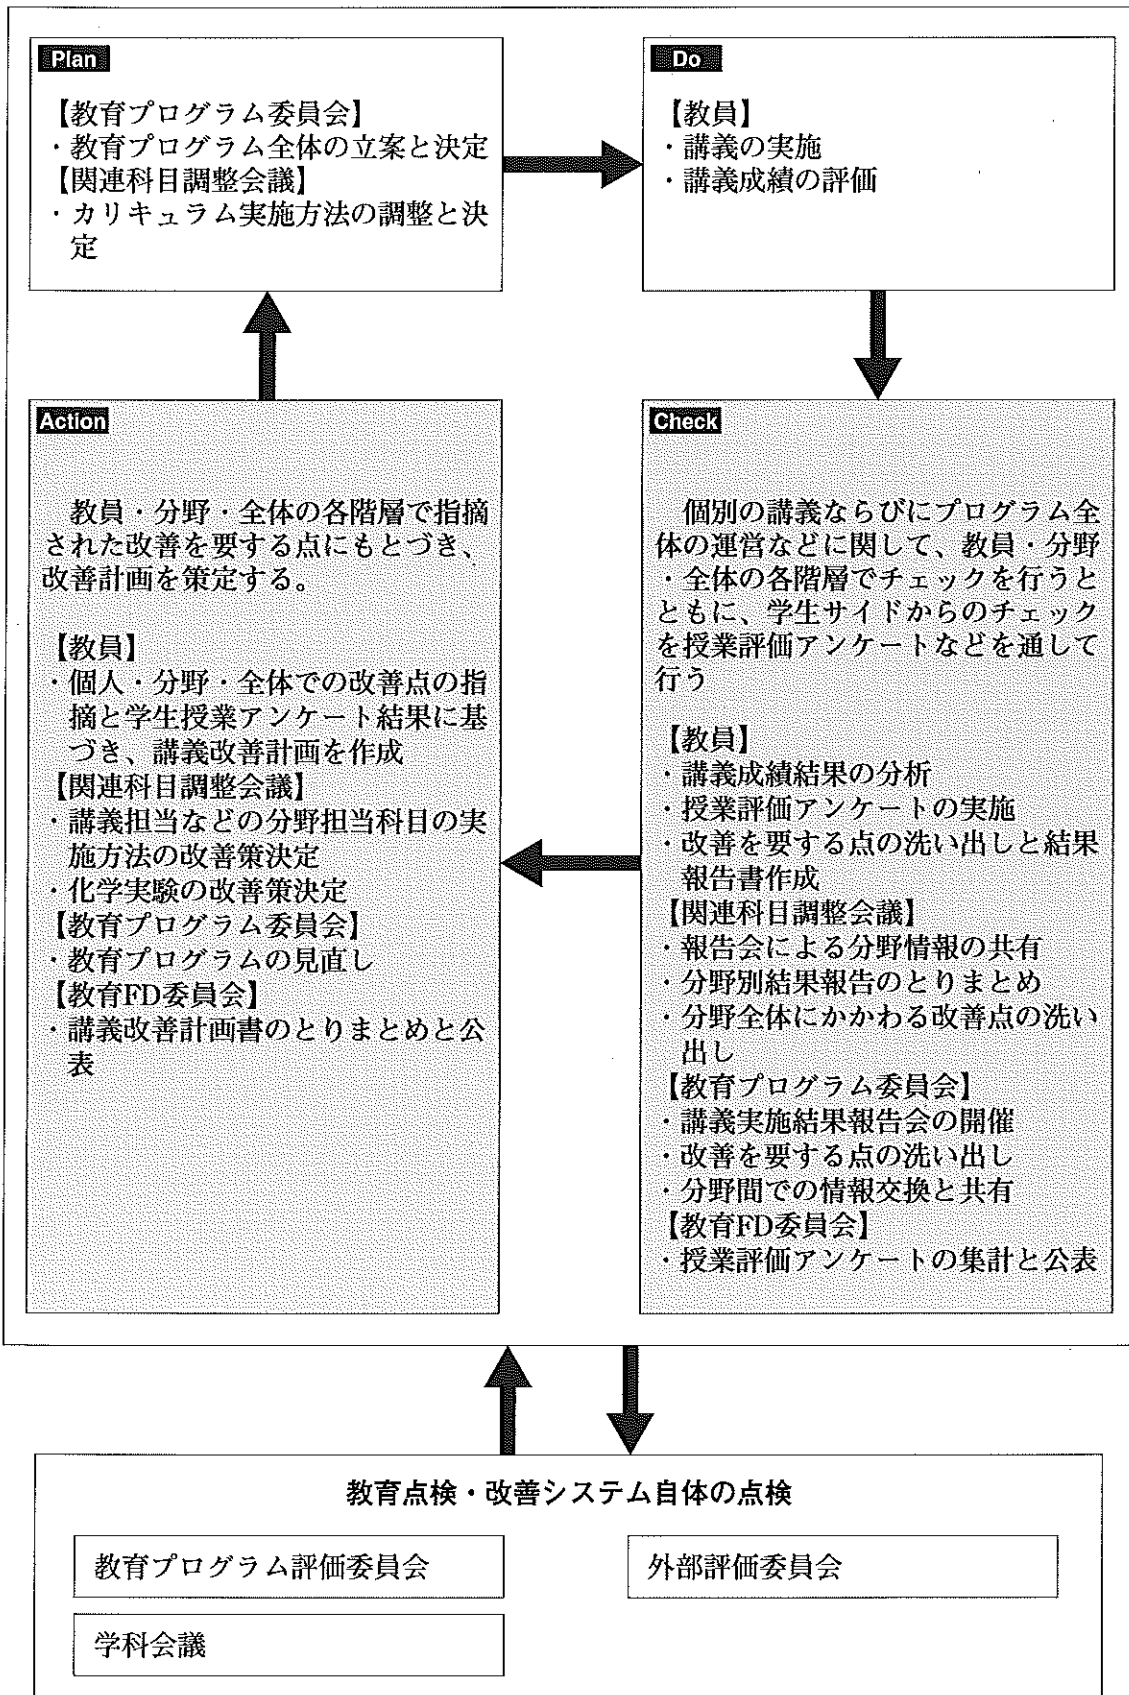 Plan
【教育プログラム委員会】
・教育プログラム全体の立案と決定
【関連科目調整会議】
・カリキュラム実施方法の調整と決
定
Do
【教員】
・講義の実施
・講義成績の評価
Action
教員・分野・全体の各階層で指摘
された改善を要する点にもとづき、
改善計画を策定する。
【教員】
・個人・分野・全体での改善点の指
摘と学生授業アンケート結果に基
づき、講義改善計画を作成
【関連科目調整会議】
・講義担当などの分野担当科目の実
施方法の改善策決定
・化学実験の改善策決定
【教育プログラム委員会】
・教育プログラムの見直し
【教育FD委員会】
・講義改善計画書のとりまとめと公
表
Check
個別の講義ならびにプログラム全
体の運営などに関して、教員・分野
・全体の各階層でチェックを行うと
ともに、学生サイドからのチェック
を授業評価アンケートなどを通して
行う
【教員】
・講義成績結果の分析
・授業評価アンケートの実施
・改善を要する点の洗い出しと結果
報告書作成
【関連科目調整会議】
・報告会による分野情報の共有
・分野別結果報告のとりまとめ
・分野全体にかかわる改善点の洗い
出し
【教育プログラム委員会】
・講義実施結果報告会の開催
・改善を要する点の洗い出し
・分野間での情報交換と共有
【教育FD委員会】
・授業評価アンケートの集計と公表
教育点検・改善システム自体の点検
教育プログラム評価委員会
外部評価委員会
学科会議